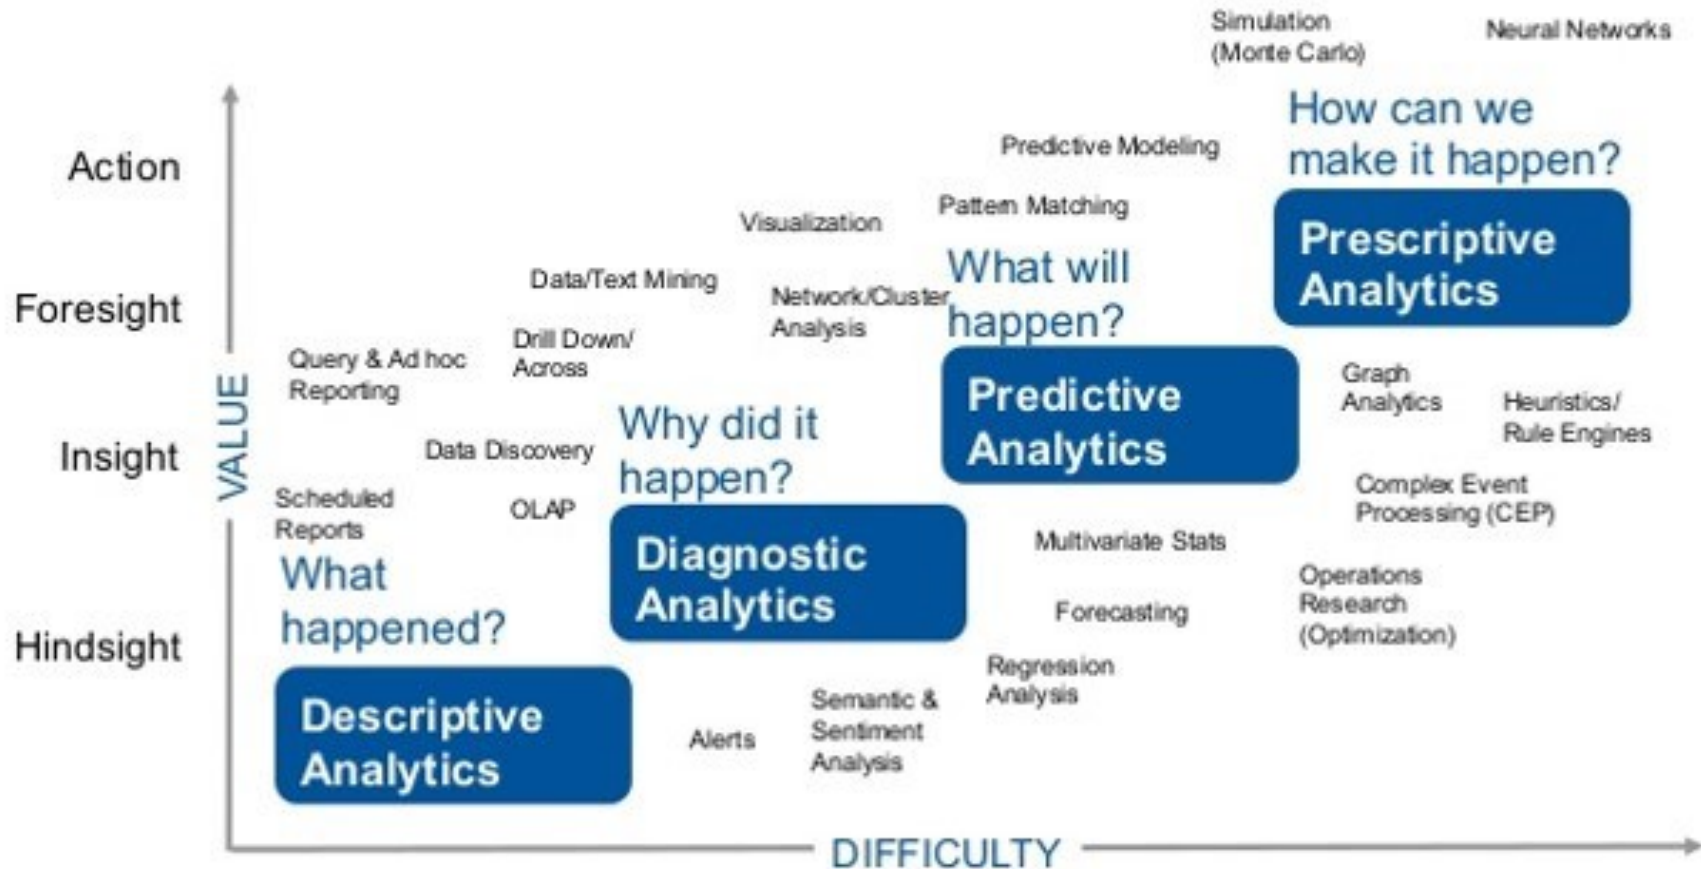 Simulation
(Monte Carlo)
Neural Networks
How can we
make it happen?
Action
Predictive Modeling
Pattern Matching
Visualization
Prescriptive
Analytics
What will
happen?
Data/Text Mining
Network/Cluster
Analysis
Foresight
Drill Down/
Across
Query & Ad hoc
Reporting
Predictive
Analytics
Graph
Analytics
Heuristics/
Rule Engines
VALUE
Why did it
happen?
Insight
Data Discovery
Scheduled
Reports
OLAP
Complex Event
Processing (CEP)
Diagnostic
Analytics
Multivariate Stats
What
happened?
Operations
Research
(Optimization)
Forecasting
Hindsight
Regression
Analysis
Descriptive
Analytics
Alerts
Semantic &
Sentiment
Analysis
DIFFICULTY